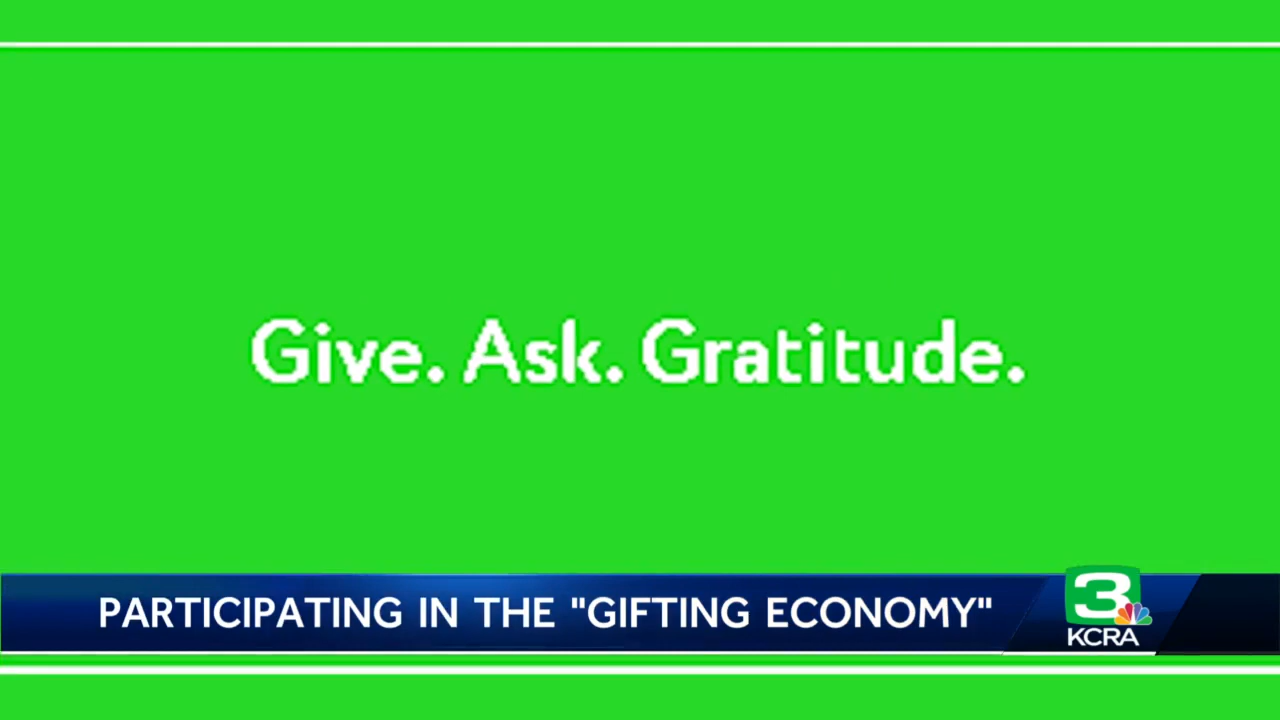 Give. Ask. Gratitude.
PARTICIPATING IN THE "GIFTING ECONOMY"
3
KCRA